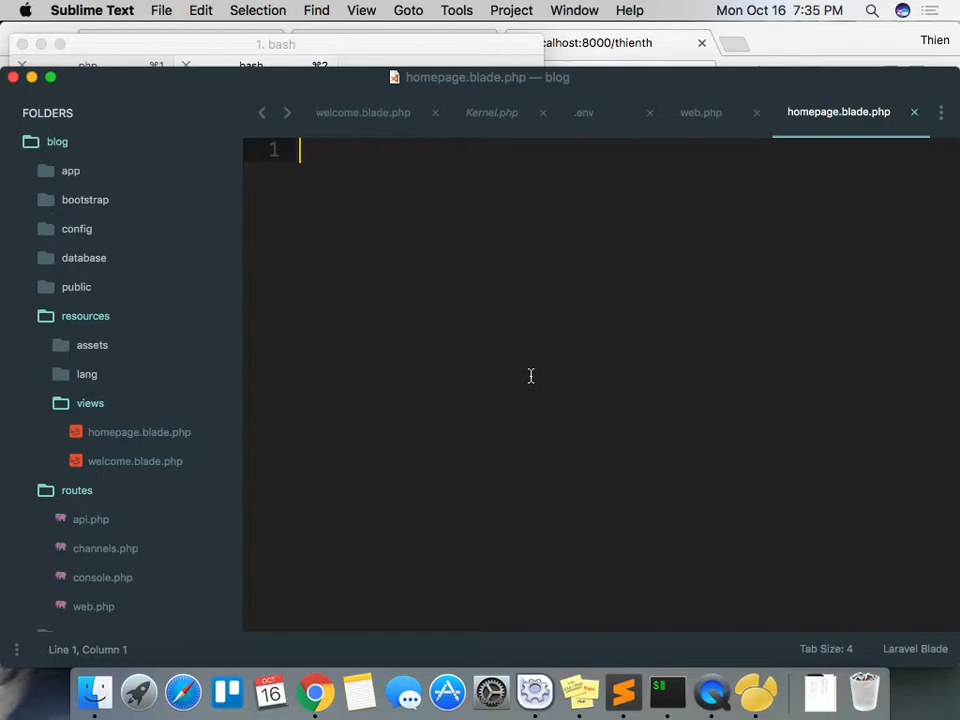 Sublime Text File Edit Selection Find View Goto Tools Project Window Help Mon Oct 16 7:35 PM
1. bash
calhost:8000/thienth
Thien
php ⌘1 bash ⌘2
homepage.blade.php — blog
FOLDERS
welcome.blade.php Kernel.php .env web.php homepage.blade.php
blog
1
app
bootstrap
config
database
public
resources
assets
lang
views
homepage.blade.php
welcome.blade.php
routes
api.php
channels.php
console.php
web.php
Line 1, Column 1 Tab Size: 4 Laravel Blade
OCT
16
$